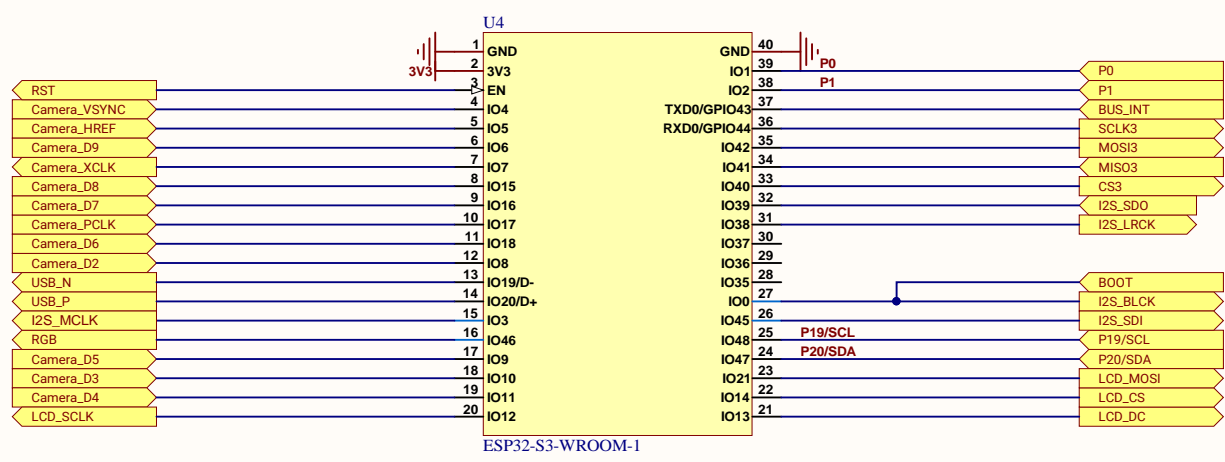 U4
1 GND GND 40
3V3 2 3V3 IO1 39 P0 P0
RST 3 EN IO2 38 P1 P1
Camera_VSYNC 4 IO4 TXD0/GPIO43 37 BUS_INT
Camera_HREF 5 IO5 RXD0/GPIO44 36 SCLK3
Camera_D9 6 IO6 IO42 35 MOSI3
Camera_XCLK 7 IO7 IO41 34 MISO3
Camera_D8 8 IO15 IO40 33 CS3
Camera_D7 9 IO16 IO39 32 I2S_SDO
Camera_PCLK 10 IO17 IO38 31 I2S_LRCK
Camera_D6 11 IO18 IO37 30
Camera_D2 12 IO8 IO36 29
USB_N 13 IO19/D- IO35 28 BOOT
USB_P 14 IO20/D+ IO0 27 I2S_BLCK
I2S_MCLK 15 IO3 IO45 26 I2S_SDI
RGB 16 IO46 IO48 25 P19/SCL P19/SCL
Camera_D5 17 IO9 IO47 24 P20/SDA P20/SDA
Camera_D3 18 IO10 IO21 23 LCD_MOSI
Camera_D4 19 IO11 IO14 22 LCD_CS
LCD_SCLK 20 IO12 IO13 21 LCD_DC
ESP32-S3-WROOM-1